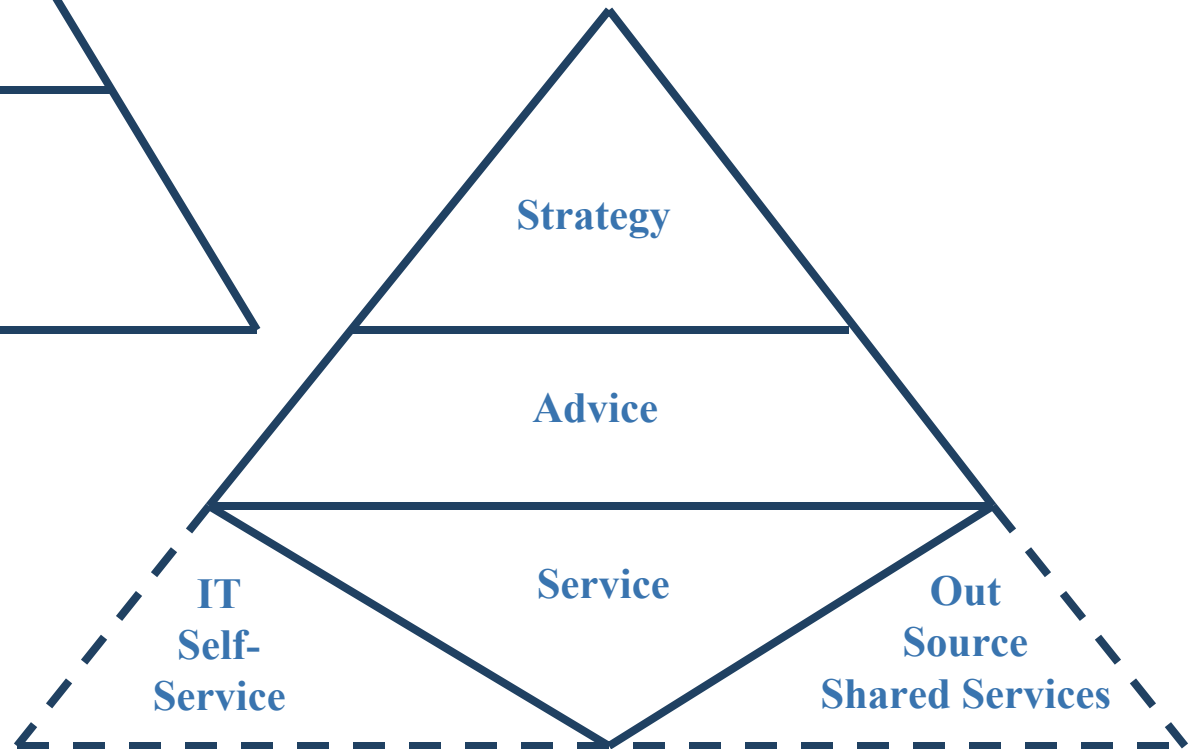 Strategy
Advice
Service
IT
Self-
Service
Out
Source
Shared Services